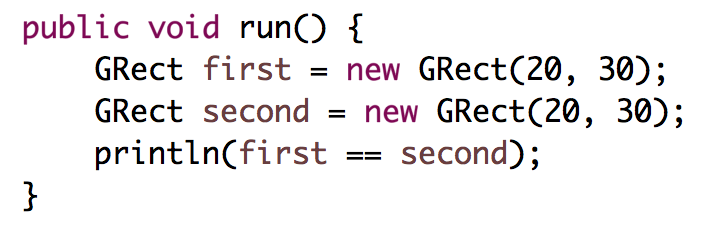 public void run() {
    GRect first = new GRect(20, 30);
    GRect second = new GRect(20, 30);
    println(first == second);
}